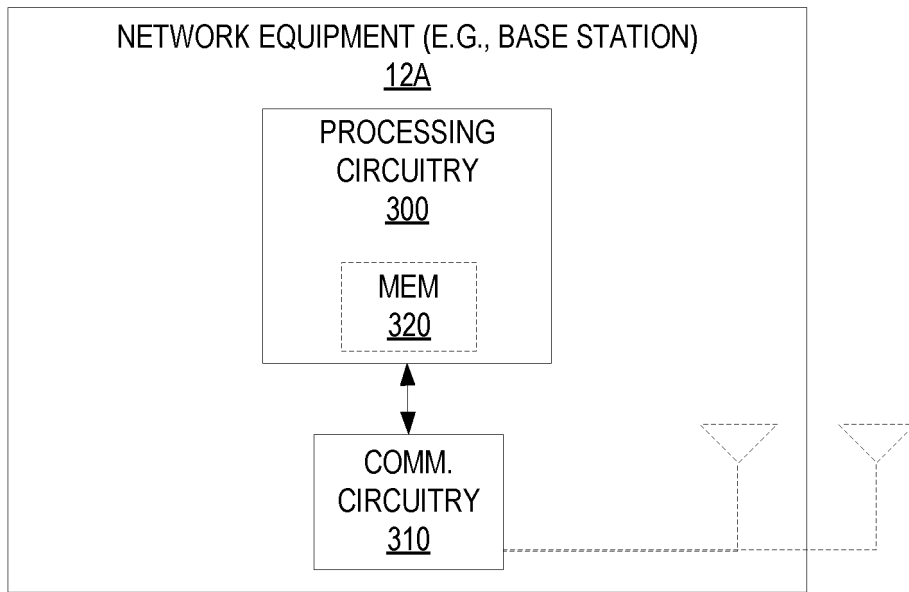 NETWORK EQUIPMENT (E.G., BASE STATION)
12A
PROCESSING
CIRCUITRY
300
MEM
320
COMM.
CIRCUITRY
310